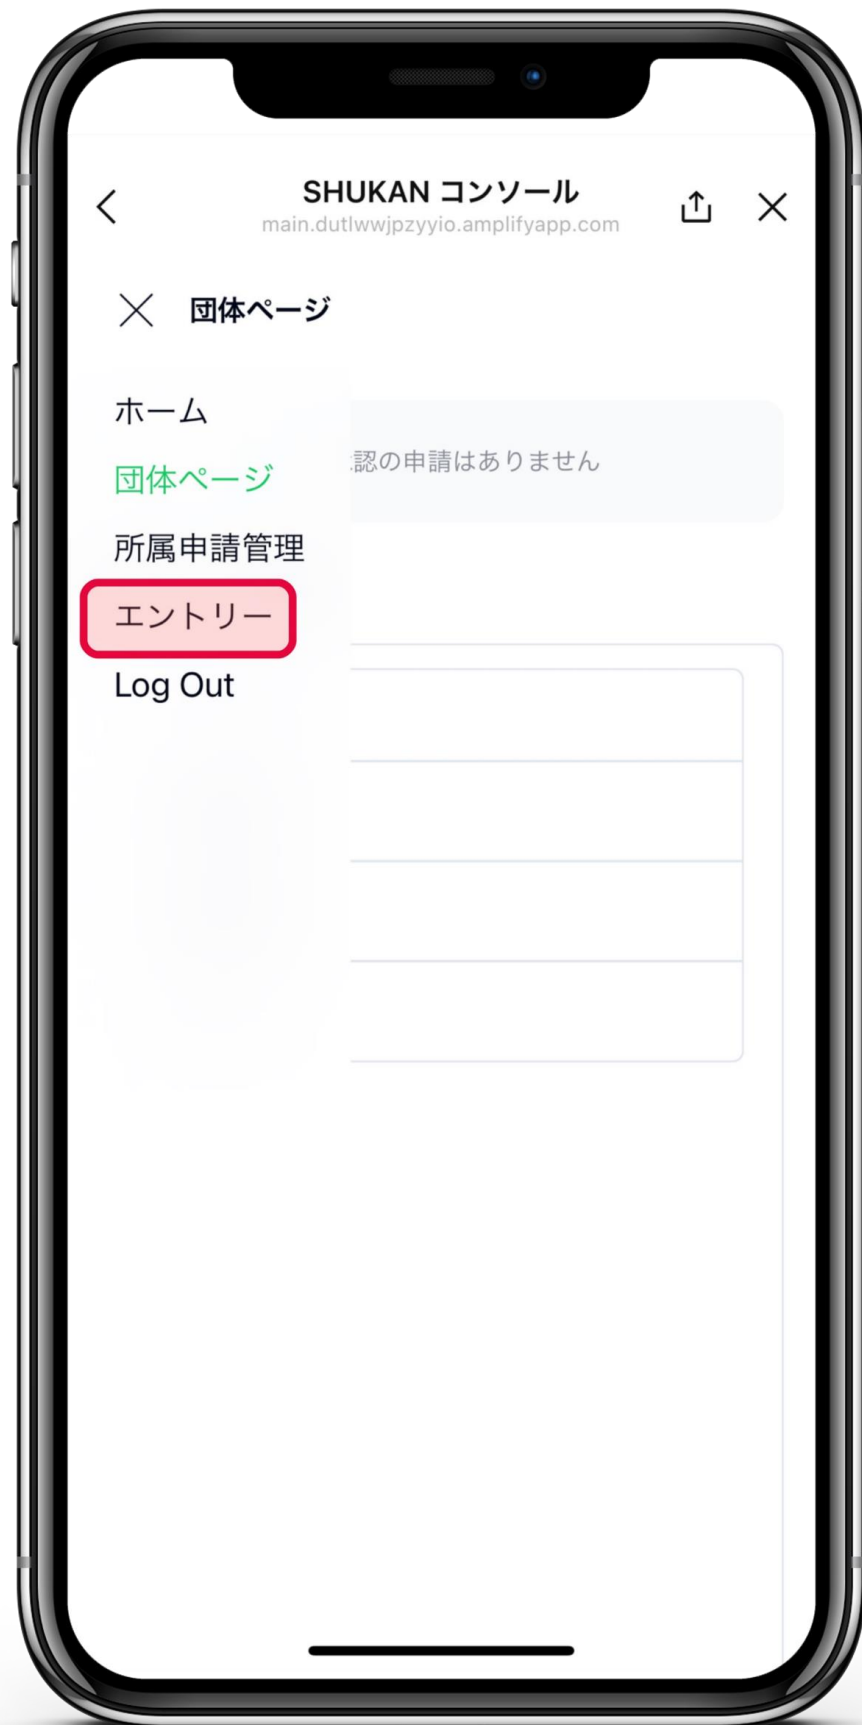 SHUKAN コンソール
main.dutlwwjpzyyio.amplifyapp.com
団体ページ
ホーム
団体ページ
認の申請はありません
所属申請管理
エントリー
Log Out